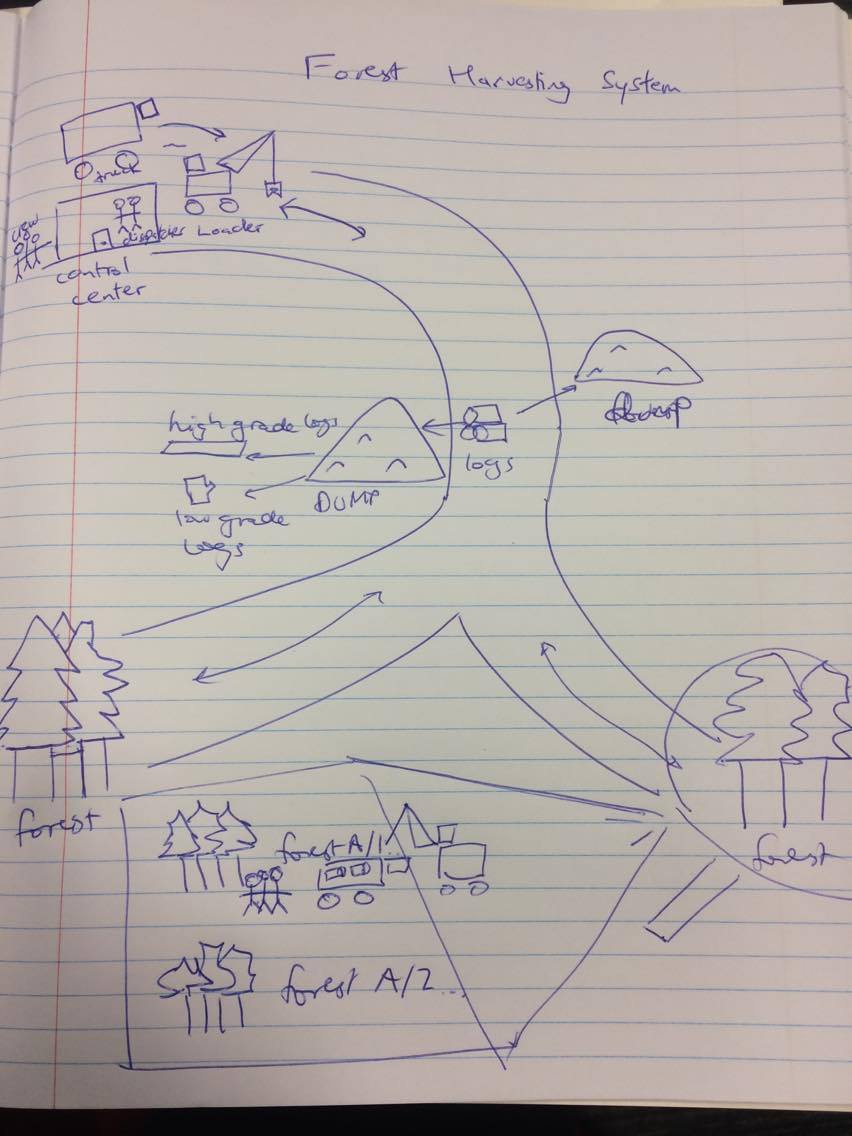 Forest Harvesting System
truck
crew
dispatcher
Loader
control
center
high grade logs
logs
DUMP
low grade
logs
forest
forest
forest A/1..
forest A/2...